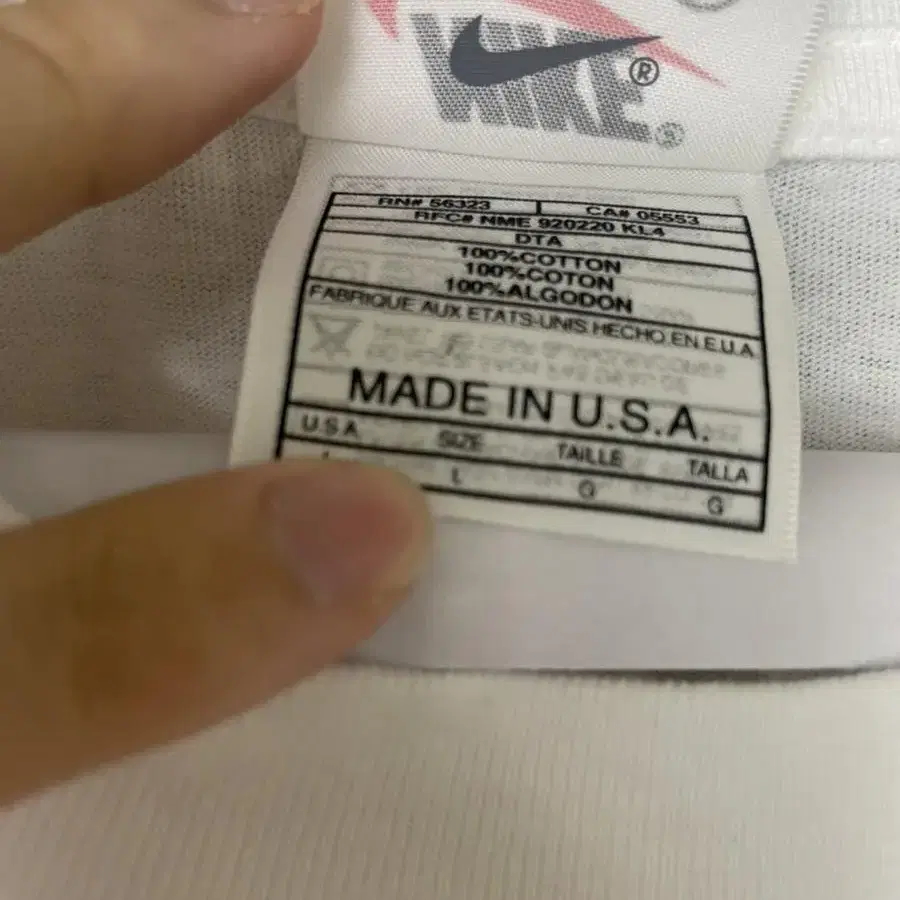 NIKE®
RN# 56323 CA# 05553
RFC# NME 920220 KL4
DTA
100%COTTON
100%COTON
100%ALGODON
FABRIQUE AUX ETATS-UNIS HECHO EN E.U.A
MADE IN U.S.A.
U.S.A SIZE TAILLE TALLA
L G G